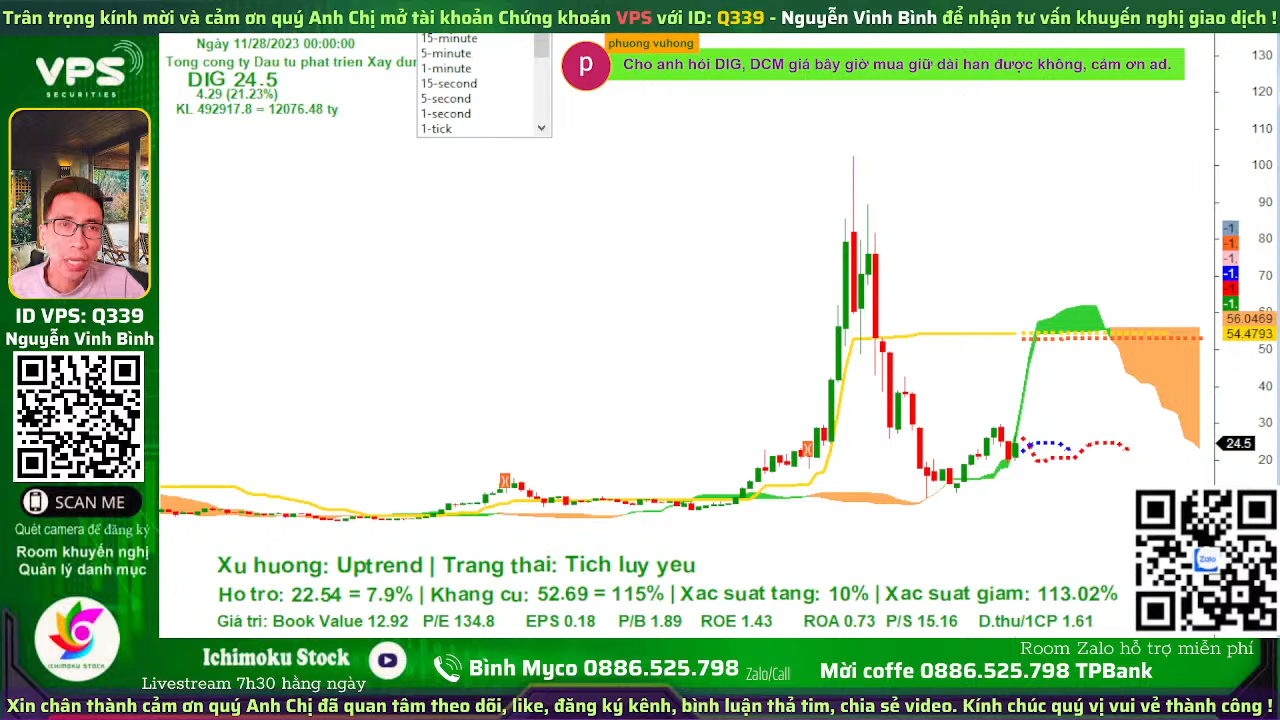 Trân trọng kính mời và cảm ơn quý Anh Chị mở tài khoản Chứng khoán VPS với ID: Q339 - Nguyễn Vinh Bình để nhận tư vấn khuyến nghị giao dịch !
VPS
SECURITIES
ID VPS: Q339
Nguyễn Vinh Bình
SCAN ME
Quét camera để đăng ký
Room khuyến nghị
Quản lý danh mục
ICHIMOKU STOCK
Ngày 11/28/2023 00:00:00
Tong cong ty Dau tu phat trien Xay dun
DIG 24.5
4.29 (21.23%)
KL 492917.8 = 12076.48 ty
15-minute
5-minute
1-minute
15-second
5-second
1-second
1-tick
p
phuong vuhong
Cho anh hỏi DIG, DCM giá bây giờ mua giữ dài hạn được không, cám ơn ad.
130
120
110
100
90
80
70
60
50
40
30
20
-1.
-1.
-1.
-1.
-1.
-1.
56.0469
54.4793
24.5
Xu huong: Uptrend | Trang thai: Tich luy yeu
Ho tro: 22.54 = 7.9% | Khang cu: 52.69 = 115% | Xac suat tang: 10% | Xac suat giam: 113.02%
Giá trị: Book Value 12.92 P/E 134.8 EPS 0.18 P/B 1.89 ROE 1.43 ROA 0.73 P/S 15.16 D.thu/1CP 1.61
Zalo
Ichimoku Stock
Livestream 7h30 hằng ngày
Bình Myco 0886.525.798 Zalo/Call
Room Zalo hỗ trợ miễn phí
Mời coffe 0886.525.798 TPBank
Xin chân thành cảm ơn quý Anh Chị đã quan tâm theo dõi, like, đăng ký kênh, bình luận thả tim, chia sẻ video. Kính chúc quý vị vui vẻ thành công !